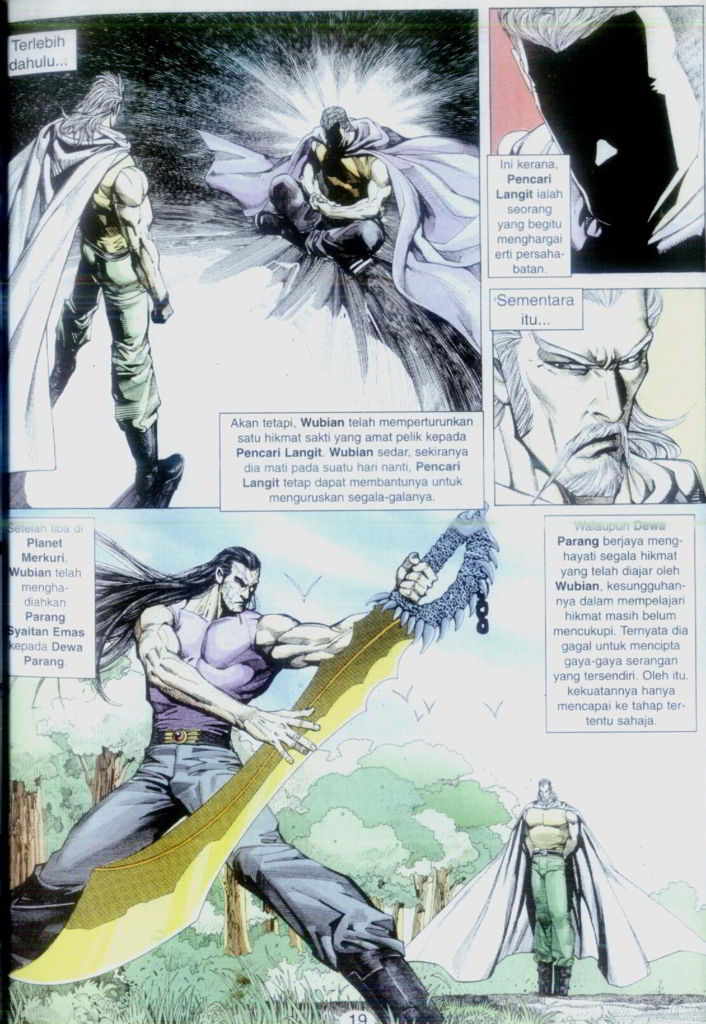 Terlebih
dahulu...
Akan tetapi, Wubian telah memperturunkan
satu hikmat sakti yang amat pelik kepada
Pencari Langit. Wubian sedar, sekiranya
dia mati pada suatu hari nanti, Pencari
Langit tetap dapat membantunya untuk
menguruskan segala-galanya.
Ini kerana,
Pencari
Langit ialah
seorang
yang begitu
menghargai
erti persaha-
batan.
Sementara
itu...
Setelah tiba di
Planet
Merkuri,
Wubian telah
mengha-
diahkan
Parang
Syaitan Emas
kepada Dewa
Parang.
Walaupun Dewa
Parang berjaya meng-
hayati segala hikmat
yang telah diajar oleh
Wubian, kesungguhan-
nya dalam mempelajari
hikmat masih belum
mencukupi. Ternyata dia
gagal untuk mencipta
gaya-gaya serangan
yang tersendiri. Oleh itu,
kekuatannya hanya
mencapai ke tahap ter-
tentu sahaja.
19